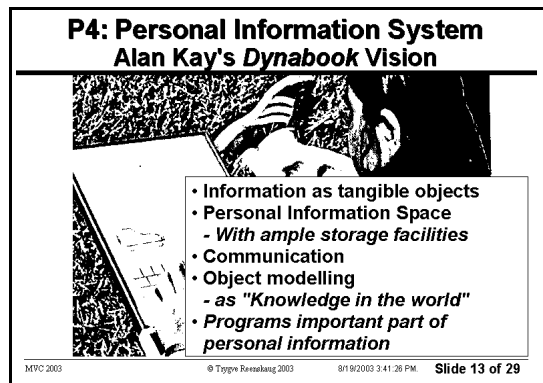 P4: Personal Information System
Alan Kay's Dynabook Vision
• Information as tangible objects
• Personal Information Space
- With ample storage facilities
• Communication
• Object modelling
- as "Knowledge in the world"
• Programs important part of
personal information
MVC 2003 © Trygve Reenskaug 2003 8/19/2003 3:41:26 PM. Slide 13 of 29